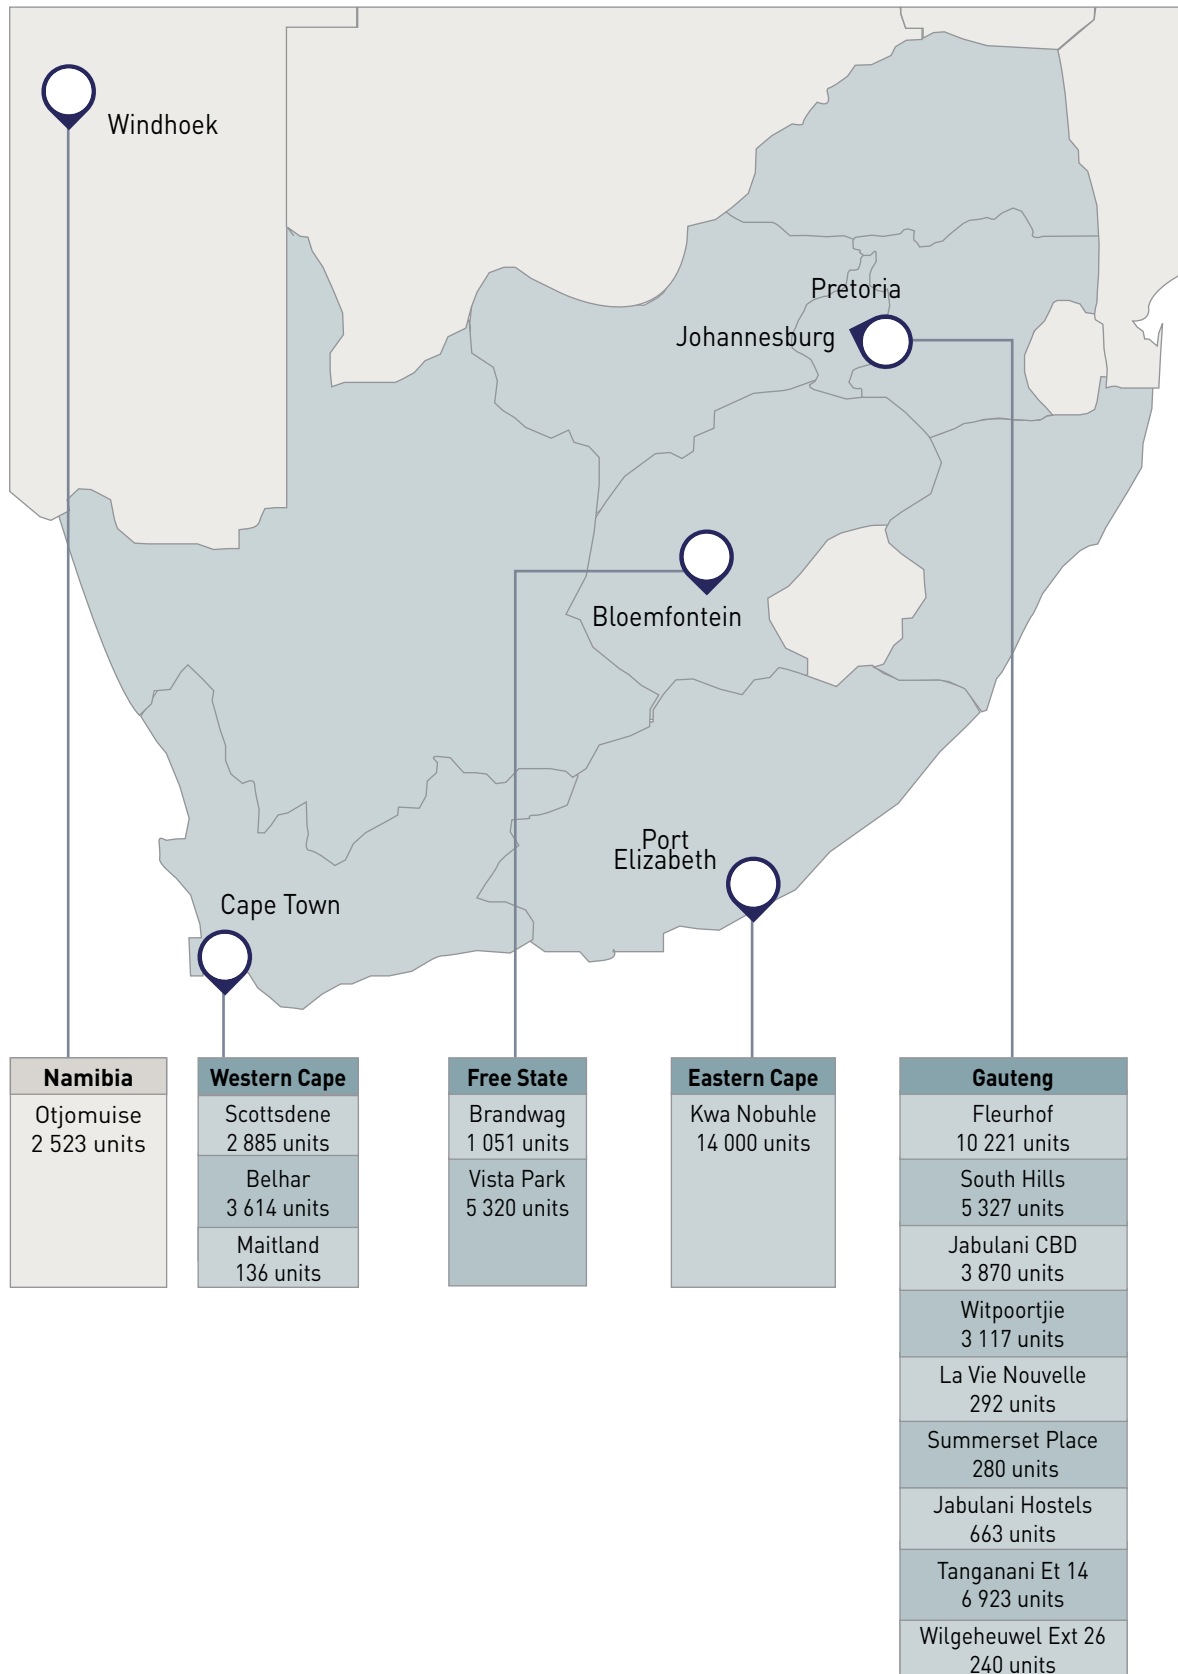 Windhoek
Pretoria
Johannesburg
Bloemfontein
Port
Elizabeth
Cape Town
Namibia
Otjomuise
2 523 units
Western Cape
Scottsdene
2 885 units
Belhar
3 614 units
Maitland
136 units
Free State
Brandwag
1 051 units
Vista Park
5 320 units
Eastern Cape
Kwa Nobuhle
14 000 units
Gauteng
Fleurhof
10 221 units
South Hills
5 327 units
Jabulani CBD
3 870 units
Witpoortjie
3 117 units
La Vie Nouvelle
292 units
Summerset Place
280 units
Jabulani Hostels
663 units
Tanganani Et 14
6 923 units
Wilgeheuwel Ext 26
240 units